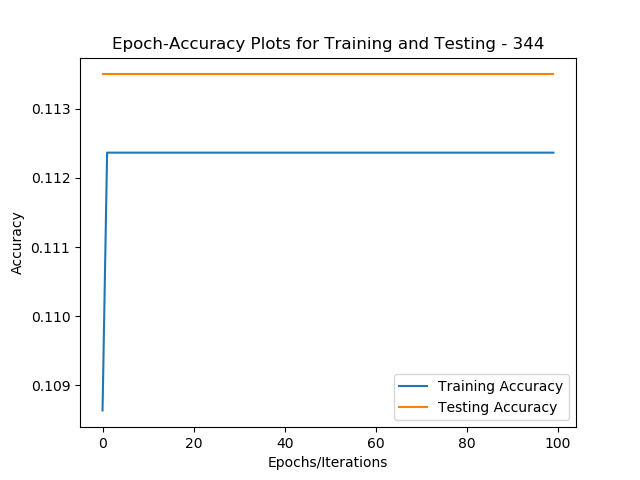 Epoch-Accuracy Plots for Training and Testing - 344
0.113
0.112
0.111
0.110
0.109
Accuracy
0
20
40
60
80
100
Epochs/Iterations
Training Accuracy
Testing Accuracy